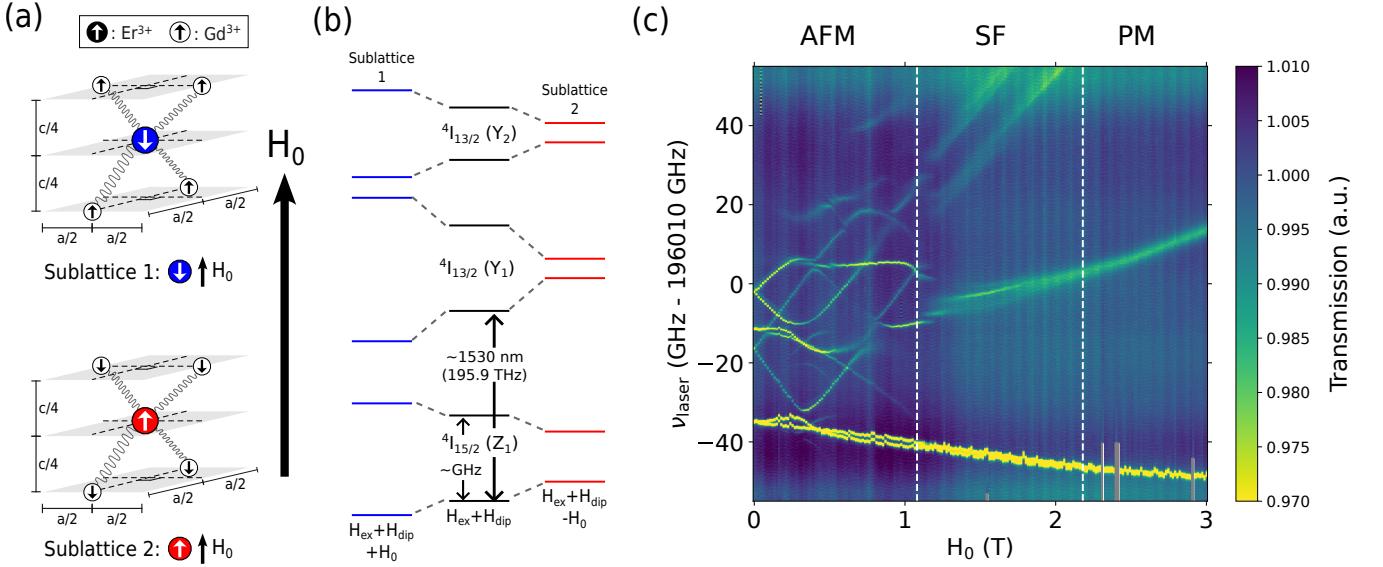 (a)
: Er³⁺ : Gd³⁺
c/4
c/4
a/2 a/2
a/2 a/2
Sublattice 1: H₀
c/4
c/4
a/2 a/2
a/2 a/2
Sublattice 2: H₀
H₀
(b)
Sublattice
1
Sublattice
2
⁴I₁₃/₂ (Y₂)
⁴I₁₃/₂ (Y₁)
~1530 nm
(195.9 THz)
⁴I₁₅/₂ (Z₁)
~GHz
Hₑₓ+H_dip
+H₀
Hₑₓ+H_dip
Hₑₓ+H_dip
-H₀
(c)
AFM SF PM
40
20
0
−20
−40
ν_laser (GHz - 196010 GHz)
0 1 2 3
H₀ (T)
1.010
1.005
1.000
0.995
0.990
0.985
0.980
0.975
0.970
Transmission (a.u.)